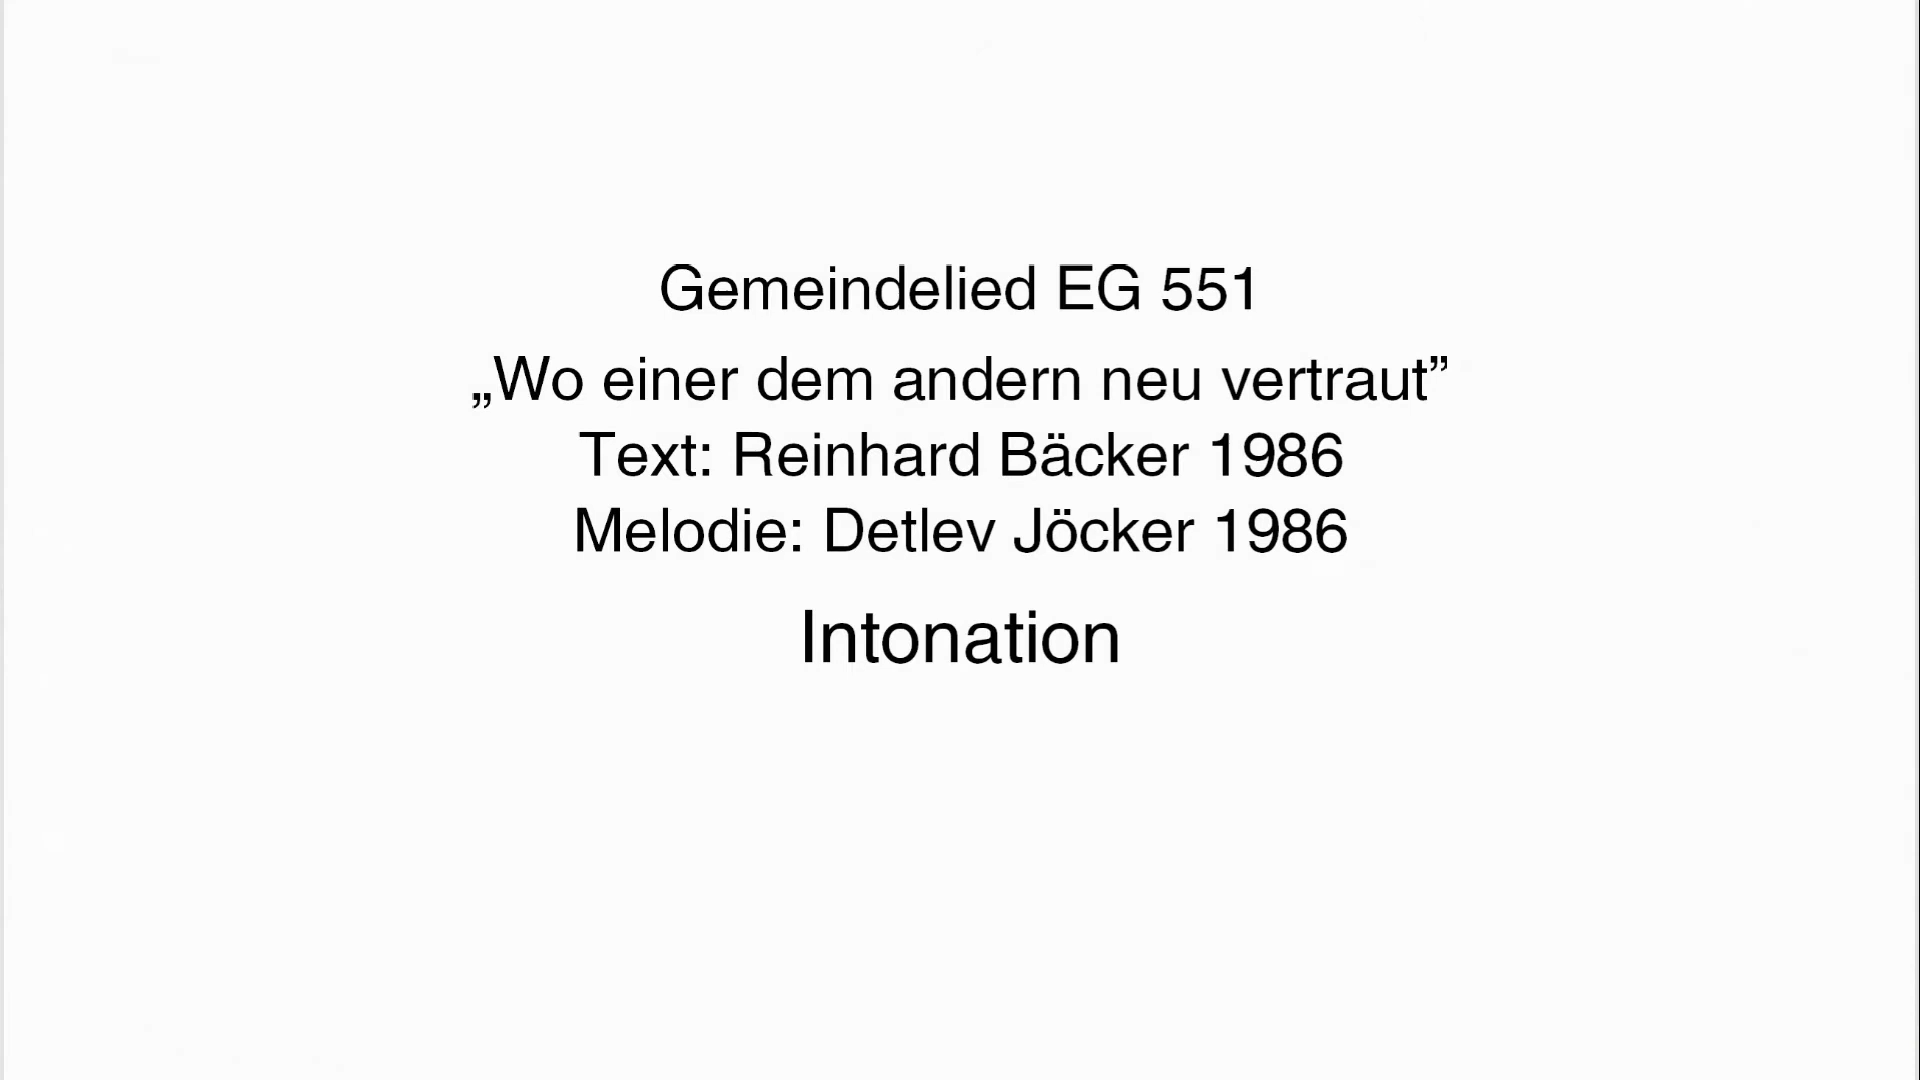 Gemeindelied EG 551
„Wo einer dem andern neu vertraut”
Text: Reinhard Bäcker 1986
Melodie: Detlev Jöcker 1986
Intonation